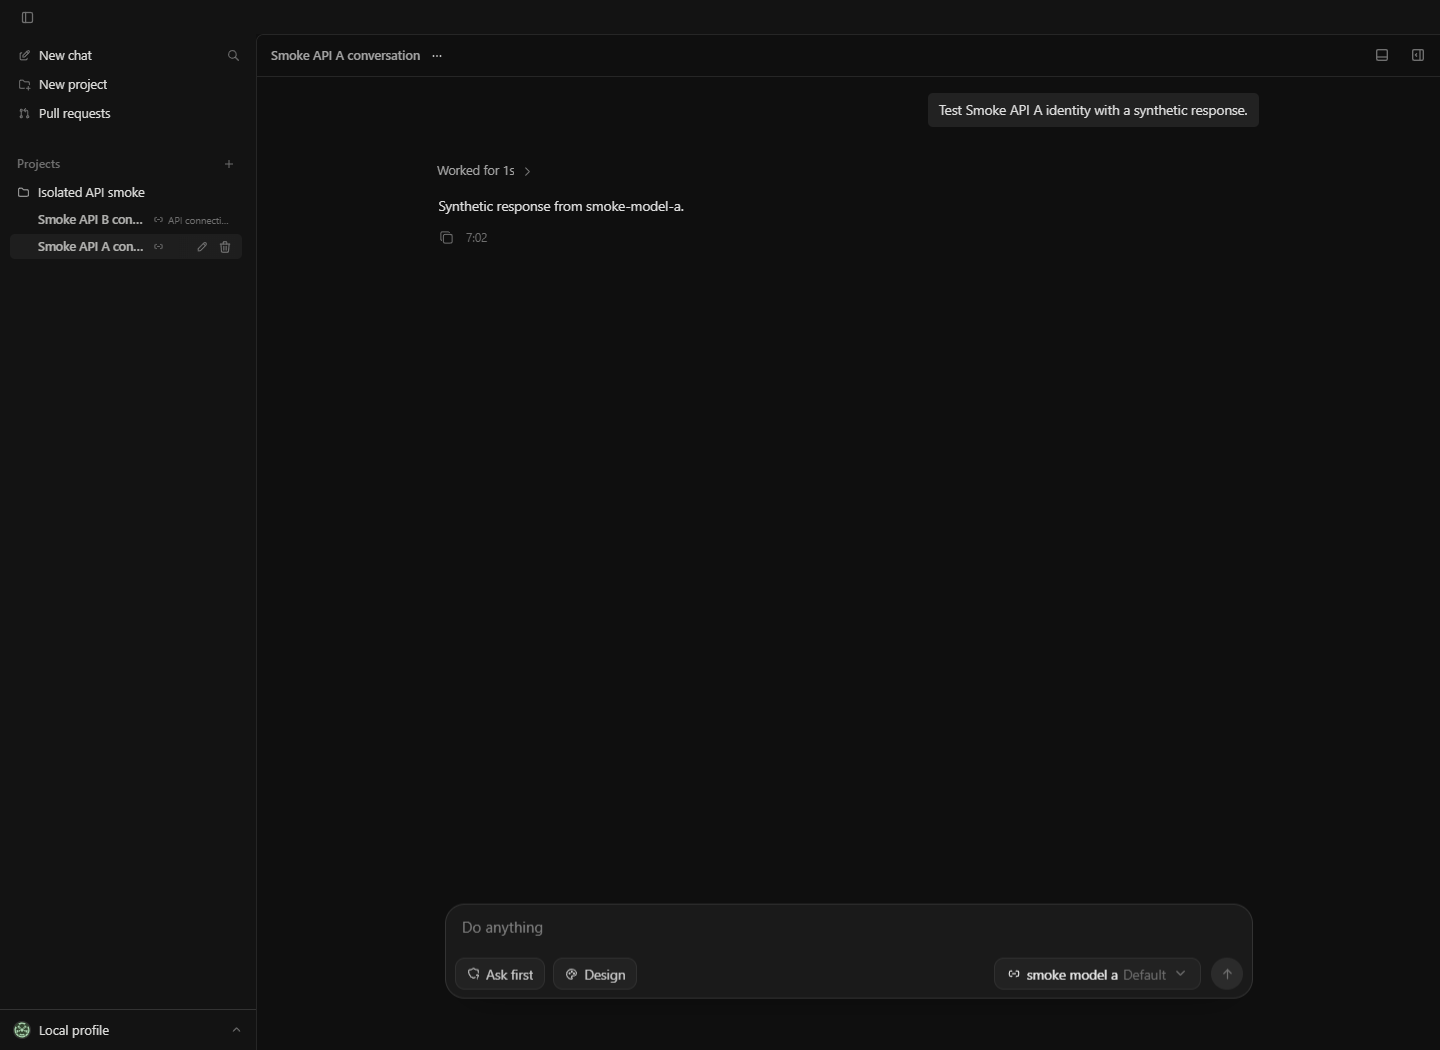 New chat
New project
Pull requests
Projects
Isolated API smoke
Smoke API B con... API connecti...
Smoke API A con...
Local profile
Smoke API A conversation ...
Test Smoke API A identity with a synthetic response.
Worked for 1s
Synthetic response from smoke-model-a.
7:02
Do anything
Ask first Design smoke model a Default